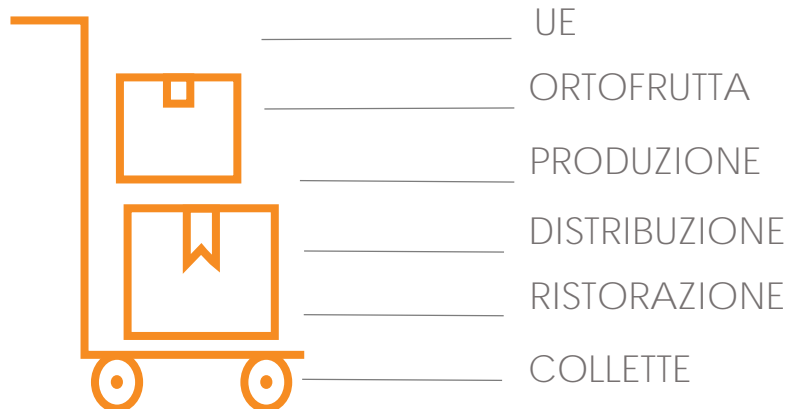 UE
ORTOFRUTTA
PRODUZIONE
DISTRIBUZIONE
RISTORAZIONE
COLLETTE